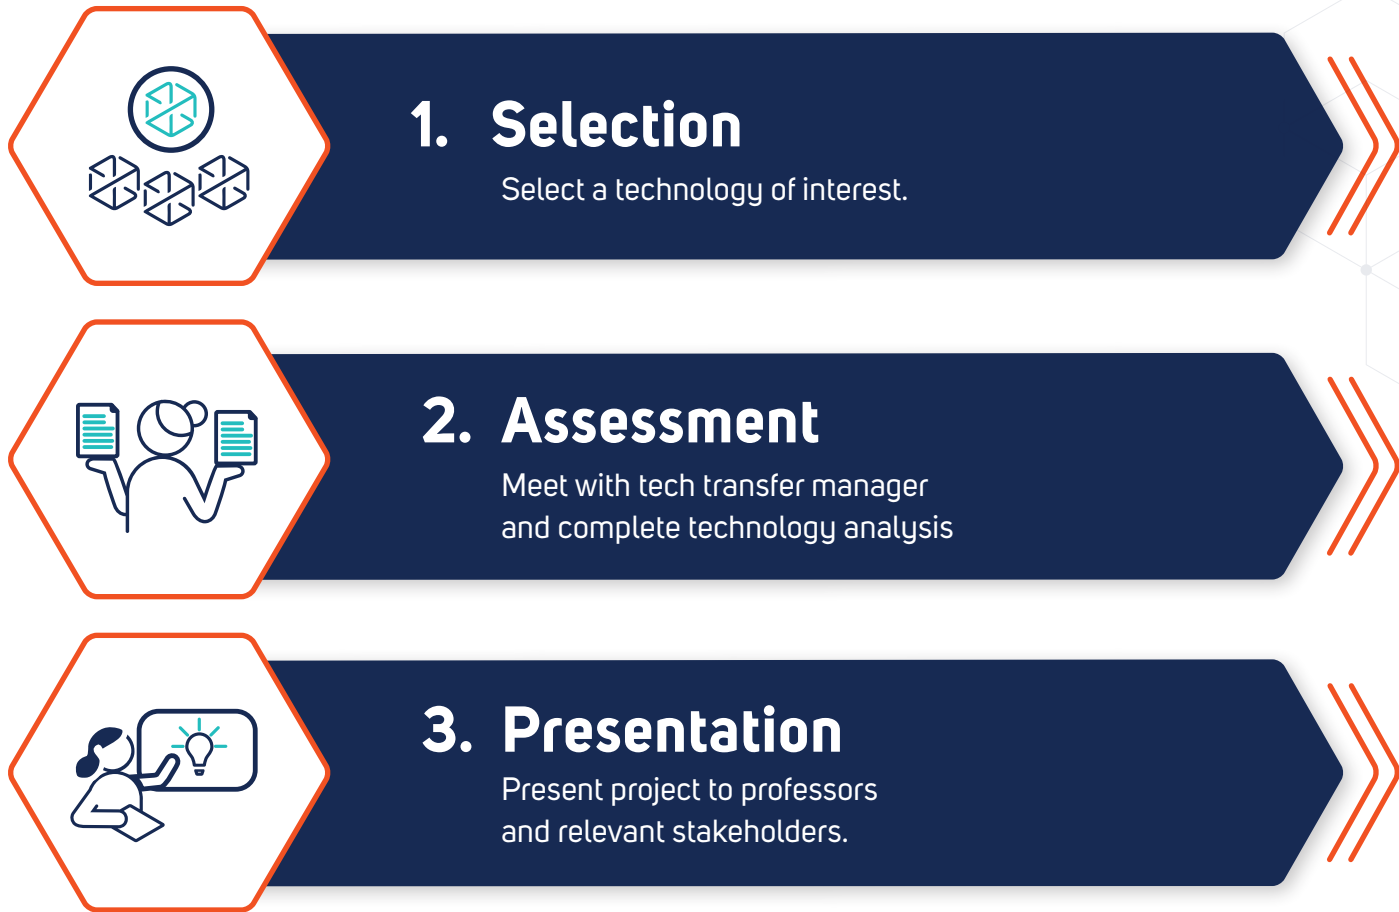 1. Selection
Select a technology of interest.
2. Assessment
Meet with tech transfer manager
and complete technology analysis
3. Presentation
Present project to professors
and relevant stakeholders.